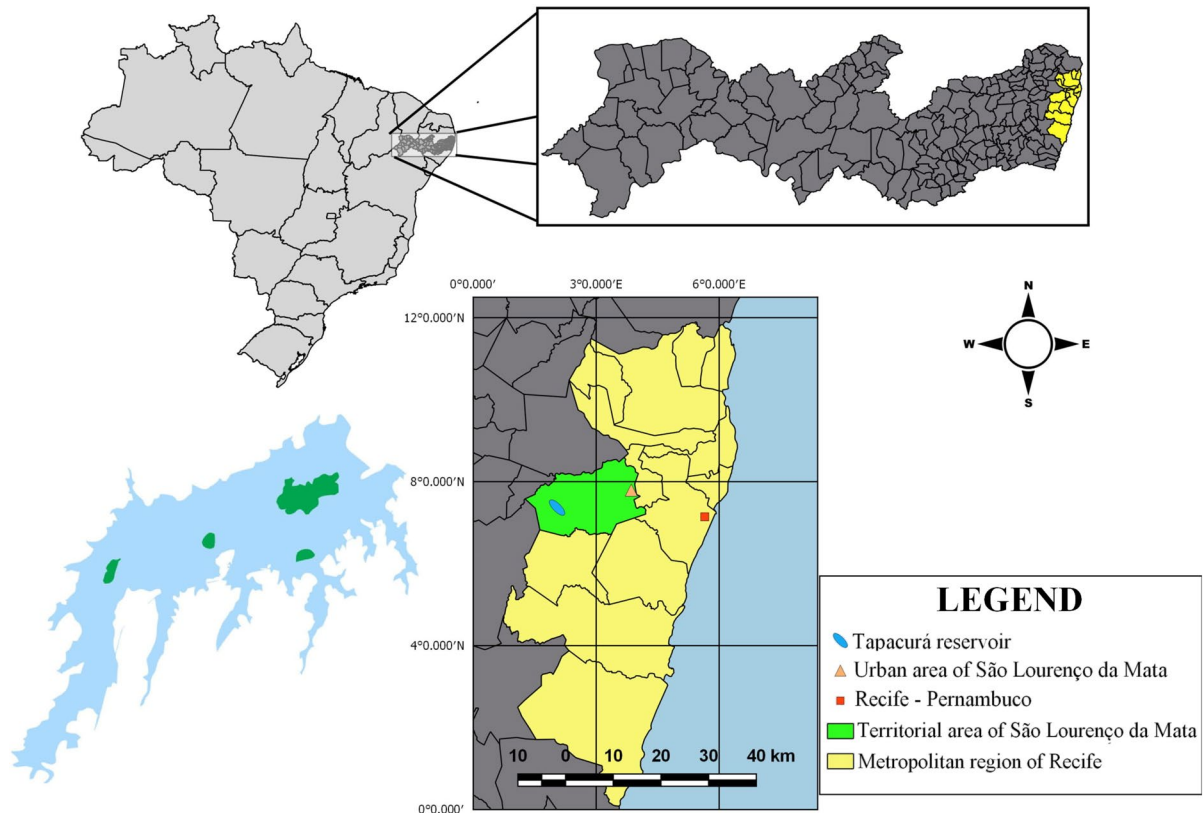 0°0.000′
3°0.000′E
6°0.000′E
12°0.000′N
8°0.000′N
4°0.000′N
0°0.000′
N
W
E
S
10 0 10 20 30 40 km
LEGEND
Tapacurá reservoir
Urban area of São Lourenço da Mata
Recife - Pernambuco
Territorial area of São Lourenço da Mata
Metropolitan region of Recife